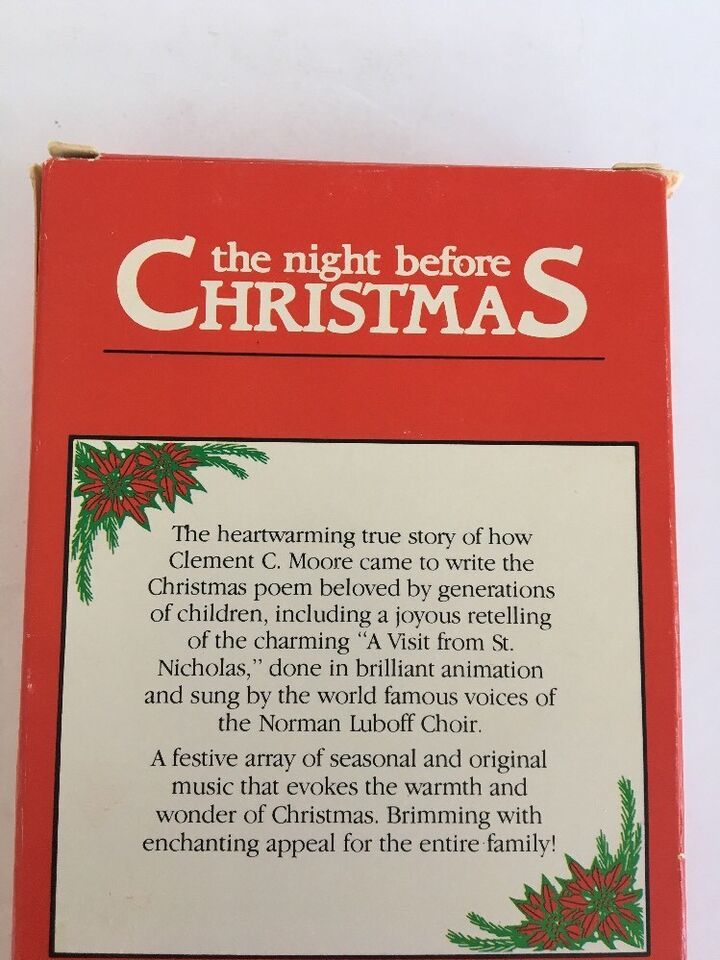 the night before
CHRISTMAS
The heartwarming true story of how
Clement C. Moore came to write the
Christmas poem beloved by generations
of children, including a joyous retelling
of the charming “A Visit from St.
Nicholas,” done in brilliant animation
and sung by the world famous voices of
the Norman Luboff Choir.
A festive array of seasonal and original
music that evokes the warmth and
wonder of Christmas. Brimming with
enchanting appeal for the entire family!